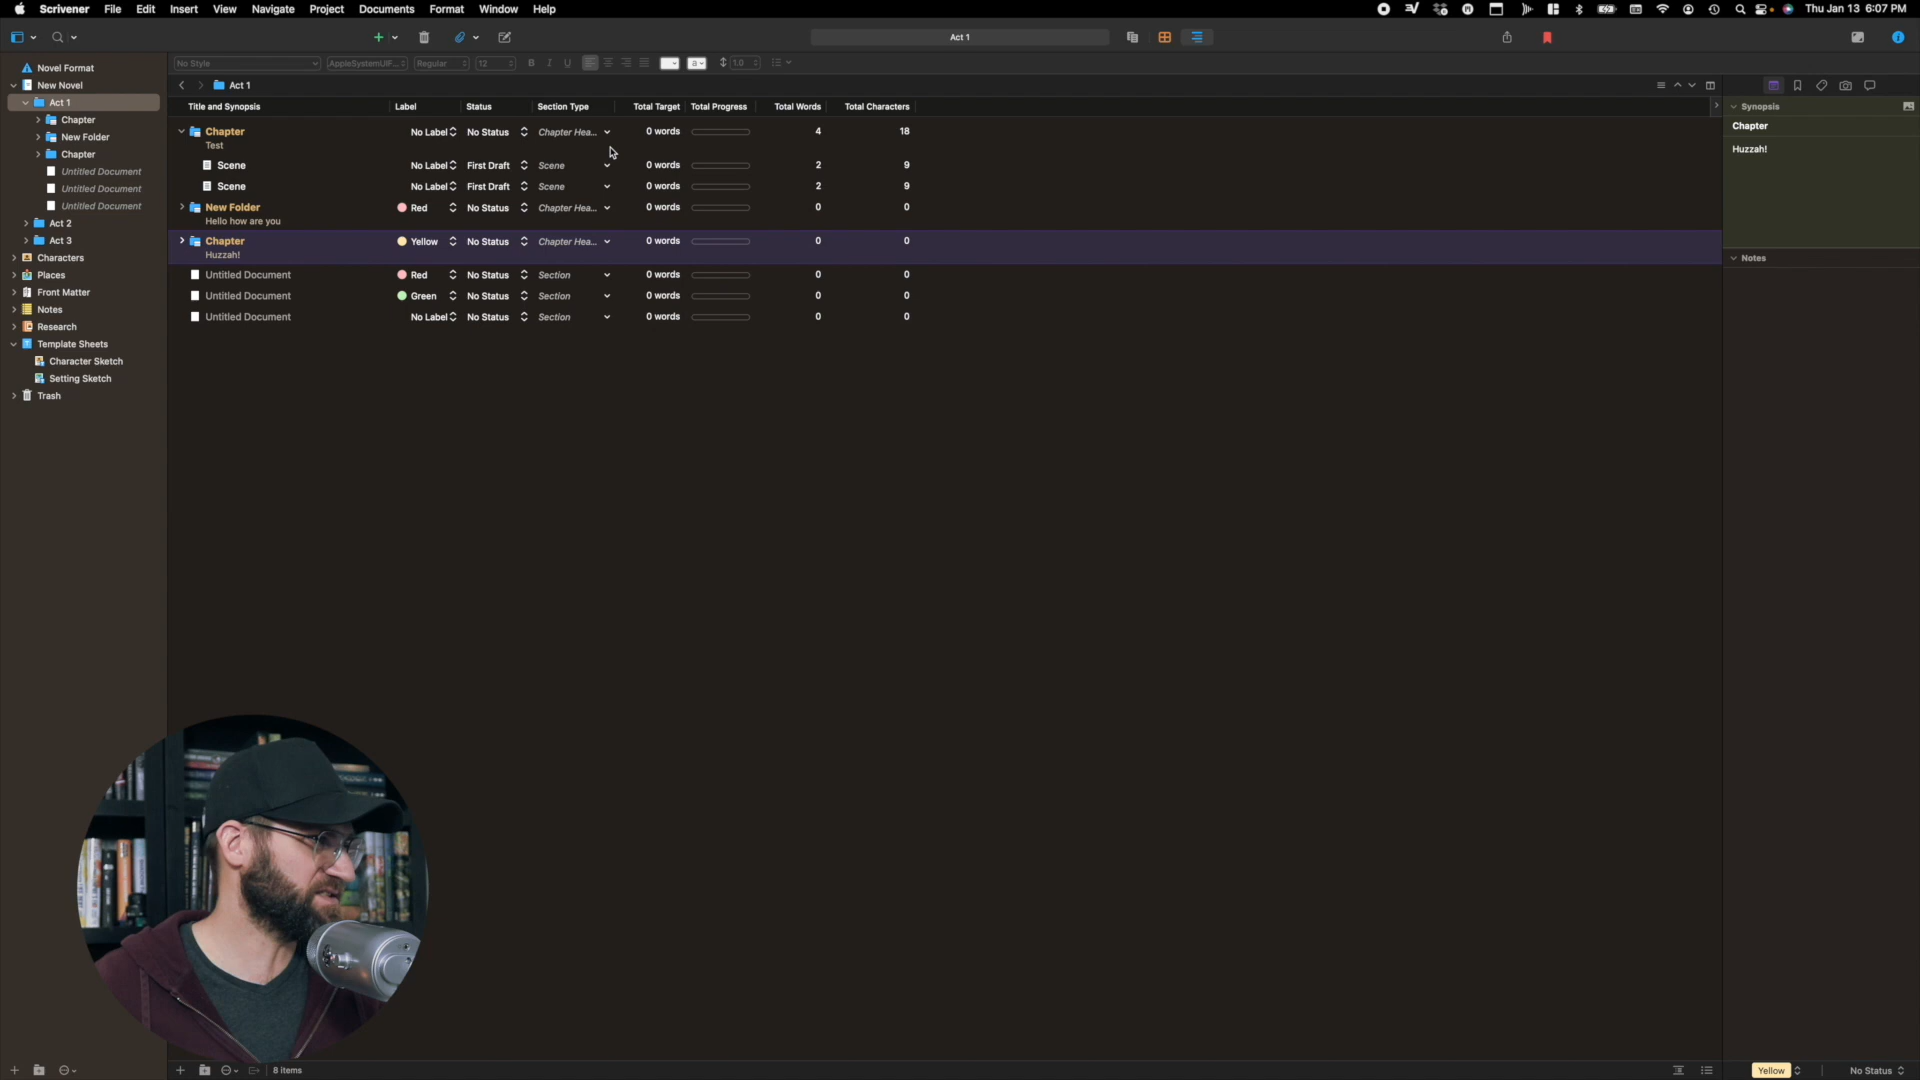 Scrivener File Edit Insert View Navigate Project Documents Format Window Help Thu Jan 13 6:07 PM
Act 1
No Style AppleSystemUIF... Regular 12 B I U a 1.0
Novel Format
New Novel
Act 1
Chapter
New Folder
Chapter
Untitled Document
Untitled Document
Untitled Document
Act 2
Act 3
Characters
Places
Front Matter
Notes
Research
Template Sheets
Character Sketch
Setting Sketch
Trash
Act 1
Title and Synopsis Label Status Section Type Total Target Total Progress Total Words Total Characters
Chapter No Label No Status Chapter Hea... 0 words 4 18
Test
Scene No Label First Draft Scene 0 words 2 9
Scene No Label First Draft Scene 0 words 2 9
New Folder Red No Status Chapter Hea... 0 words 0 0
Hello how are you
Chapter Yellow No Status Chapter Hea... 0 words 0 0
Huzzah!
Untitled Document Red No Status Section 0 words 0 0
Untitled Document Green No Status Section 0 words 0 0
Untitled Document No Label No Status Section 0 words 0 0
8 items
Synopsis
Chapter
Huzzah!
Notes
Yellow No Status